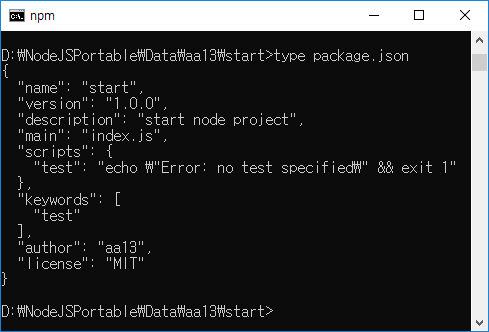 npm
D:₩NodeJSPortable₩Data₩aa13₩start>type package.json
{
  "name": "start",
  "version": "1.0.0",
  "description": "start node project",
  "main": "index.js",
  "scripts": {
    "test": "echo ₩"Error: no test specified₩" && exit 1"
  },
  "keywords": [
    "test"
  ],
  "author": "aa13",
  "license": "MIT"
}
D:₩NodeJSPortable₩Data₩aa13₩start>